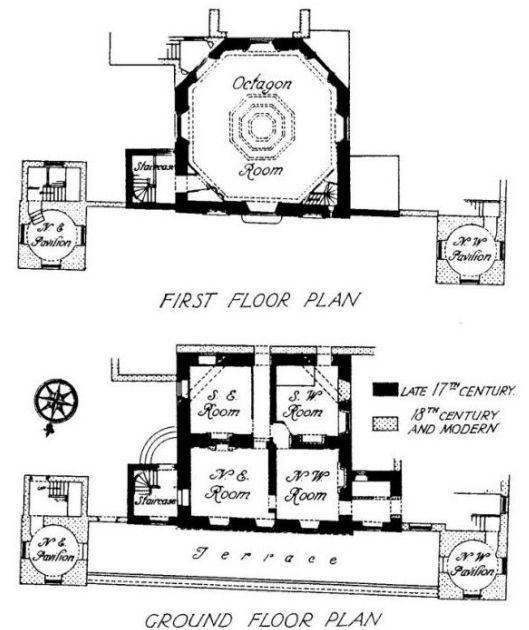 Octagon
Room
Staircase
N. E.
Pavilion
N. W.
Pavilion
FIRST FLOOR PLAN
S. E.
Room
S. W.
Room
LATE 17TH CENTURY.
18TH CENTURY
AND MODERN
N. E.
Room
N. W.
Room
Staircase
N. E.
Pavilion
Terrace
N. W.
Pavilion
GROUND FLOOR PLAN